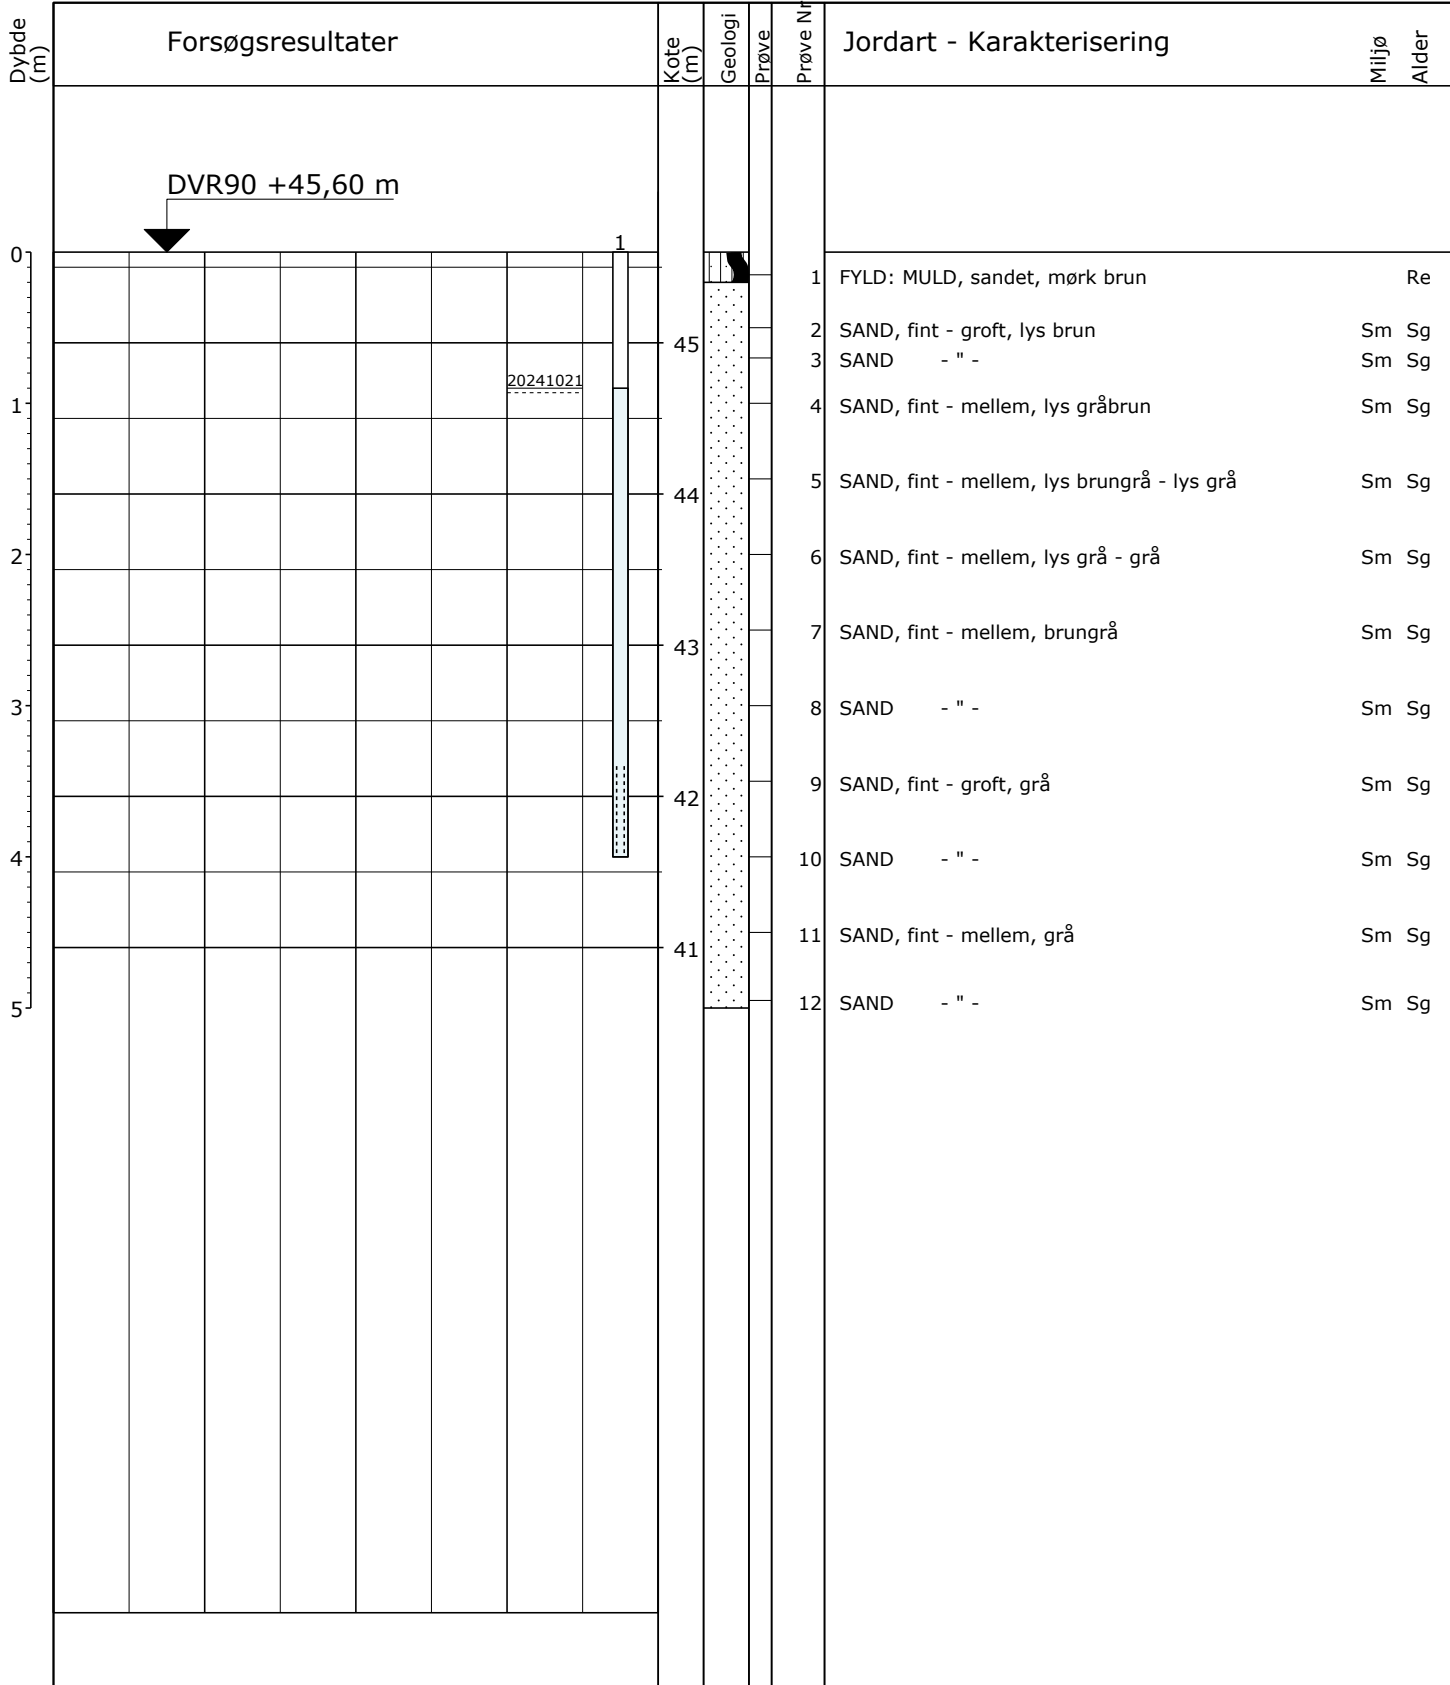 Dybde (m)
Forsøgsresultater
Kote (m)
Geologi
Prøve
Prøve Nr
Jordart - Karakterisering
Miljø
Alder
DVR90 +45,60 m
0
1
1 FYLD: MULD, sandet, mørk brun Re
2 SAND, fint - groft, lys brun Sm Sg
45
3 SAND - " - Sm Sg
20241021
1
4 SAND, fint - mellem, lys gråbrun Sm Sg
5 SAND, fint - mellem, lys brungrå - lys grå Sm Sg
44
2
6 SAND, fint - mellem, lys grå - grå Sm Sg
7 SAND, fint - mellem, brungrå Sm Sg
43
3
8 SAND - " - Sm Sg
9 SAND, fint - groft, grå Sm Sg
42
4
10 SAND - " - Sm Sg
11 SAND, fint - mellem, grå Sm Sg
41
5
12 SAND - " - Sm Sg